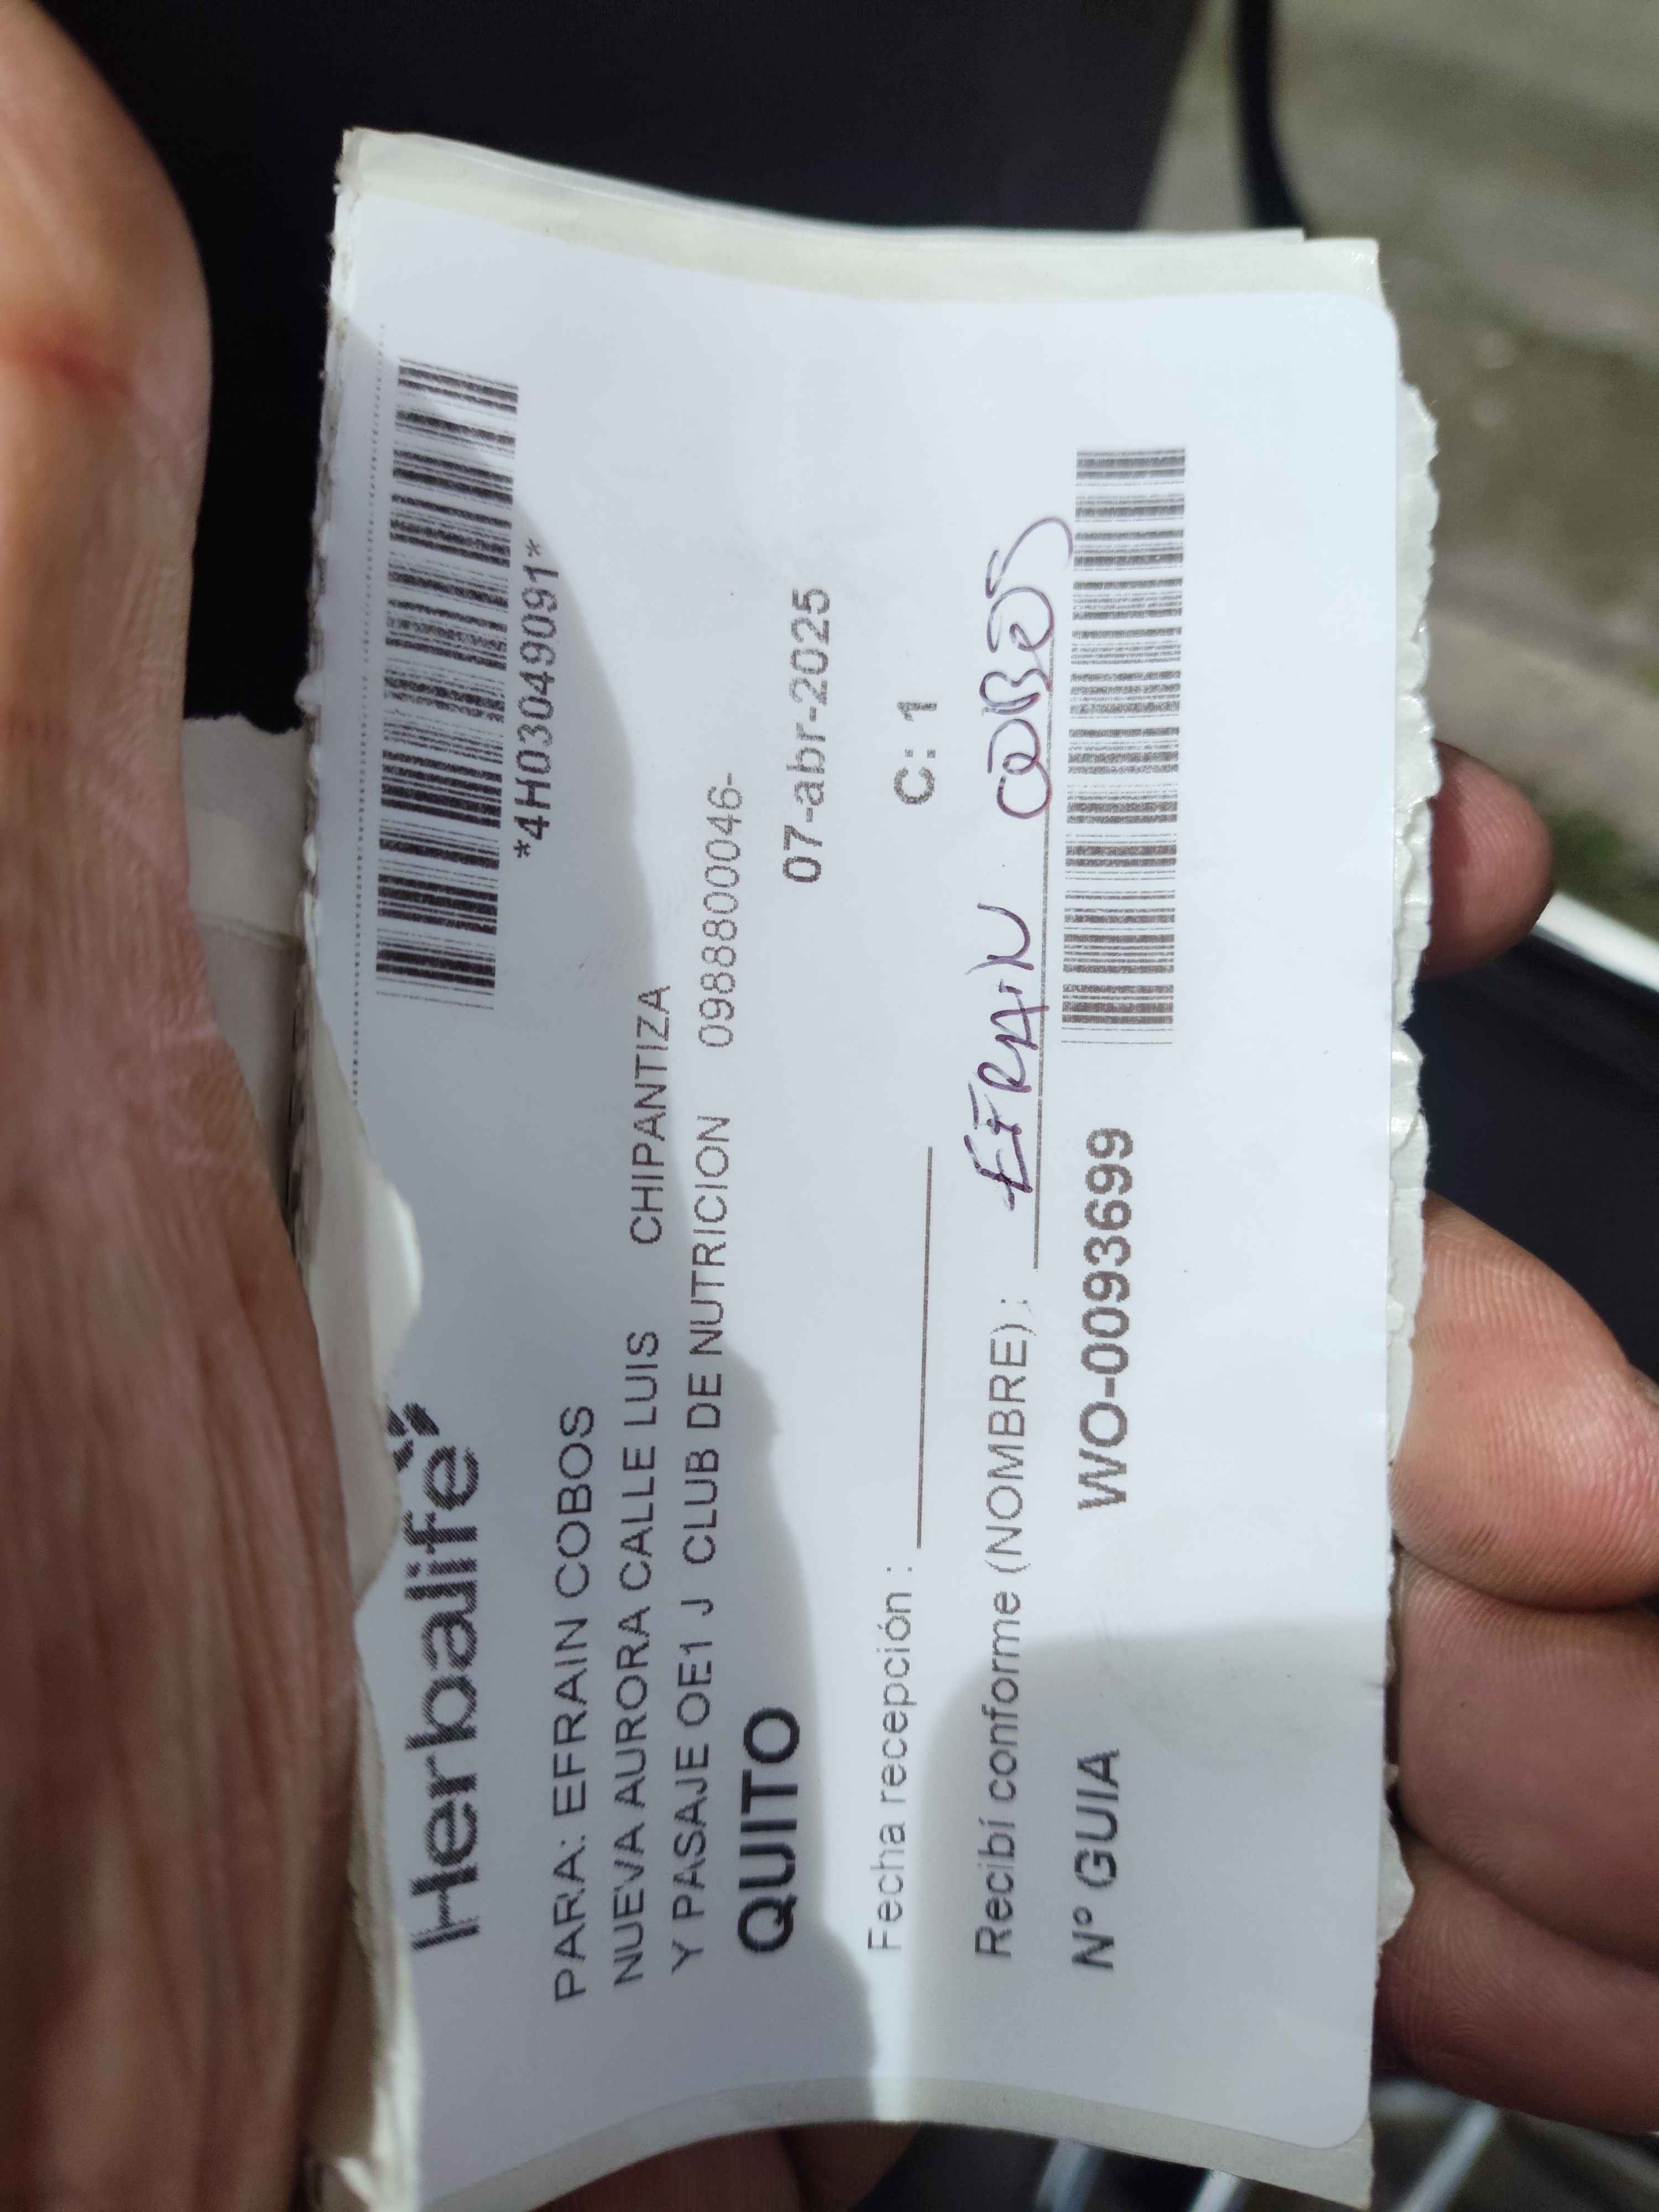 Herbalife
*4H03049091*
PARA: EFRAIN COBOS
NUEVA AURORA CALLE LUIS CHIPANTIZA
Y PASAJE OE1 J CLUB DE NUTRICION 0988800046-
QUITO 07-abr-2025
Fecha recepción : C: 1
Recibí conforme (NOMBRE) : EFRAIN COBOS
Nº GUIA WO-0093699